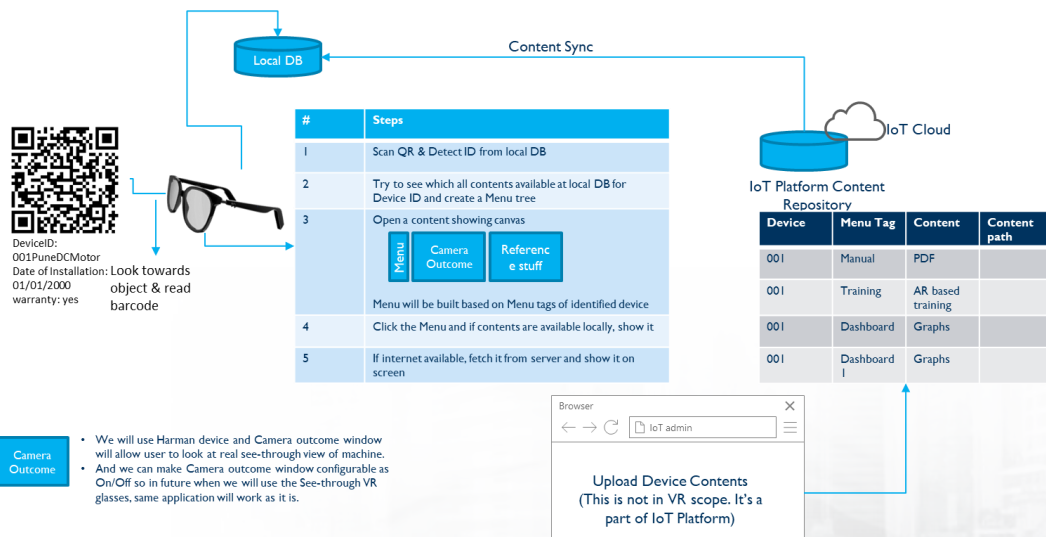 Content Sync
Local DB
IoT Cloud
IoT Platform Content
Repository
DeviceID:
001PuneDCMotor
Date of Installation:
01/01/2000
warranty: yes
Look towards
object & read
barcode
# Steps
1 Scan QR & Detect ID from local DB
2 Try to see which all contents available at local DB for
Device ID and create a Menu tree
3 Open a content showing canvas
Menu
Camera
Outcome
Referenc
e stuff
Menu will be built based on Menu tags of identified device
4 Click the Menu and if contents are available locally, show it
5 If internet available, fetch it from server and show it on
screen
Device Menu Tag Content Content
path
001 Manual PDF
001 Training AR based
training
001 Dashboard Graphs
001 Dashboard Graphs
1
Camera
Outcome
• We will use Harman device and Camera outcome window
will allow user to look at real see-through view of machine.
• And we can make Camera outcome window configurable as
On/Off so in future when we will use the See-through VR
glasses, same application will work as it is.
Browser
IoT admin
Upload Device Contents
(This is not in VR scope. It's a
part of IoT Platform)